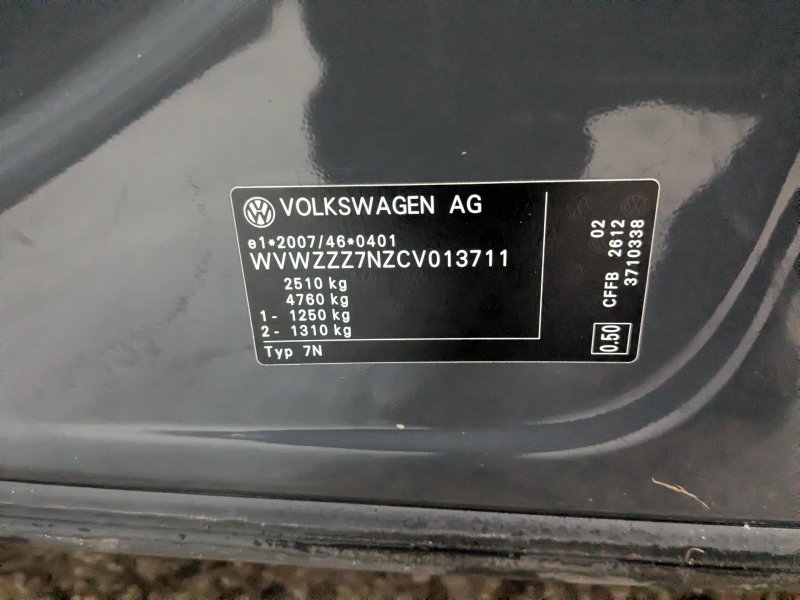 VOLKSWAGEN AG
e1*2007/46*0401
WVWZZZ7NZCV013711
2510 kg
4760 kg
1- 1250 kg
2- 1310 kg
Typ 7N
02
CFFB 2612
3710338
0.50